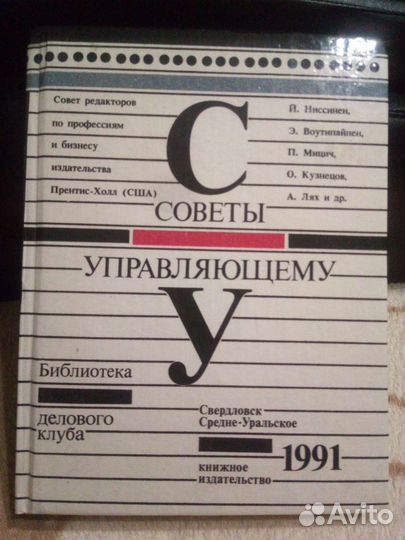 Совет редакторов
по профессиям
и бизнесу
издательства
Прентис-Холл (США)
Й. Ниссинен,
Э. Воутилайнен,
П. Мицич,
О. Кузнецов,
А. Лях и др.
С
СОВЕТЫ
УПРАВЛЯЮЩЕМУ
У
Библиотека
делового
клуба
Свердловск
Средне-Уральское
книжное
издательство
1991
Avito